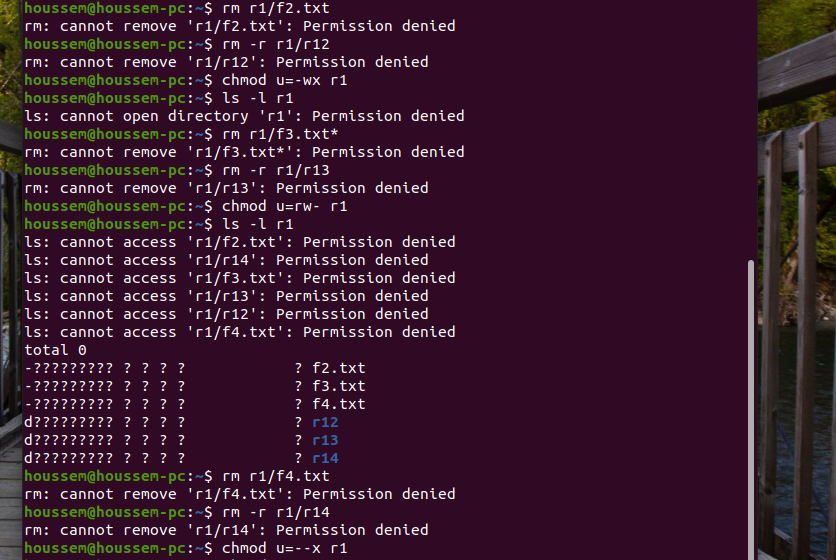 houssem@houssem-pc:~$ rm r1/f2.txt
rm: cannot remove 'r1/f2.txt': Permission denied
houssem@houssem-pc:~$ rm -r r1/r12
rm: cannot remove 'r1/r12': Permission denied
houssem@houssem-pc:~$ chmod u=-wx r1
houssem@houssem-pc:~$ ls -l r1
ls: cannot open directory 'r1': Permission denied
houssem@houssem-pc:~$ rm r1/f3.txt*
rm: cannot remove 'r1/f3.txt*': Permission denied
houssem@houssem-pc:~$ rm -r r1/r13
rm: cannot remove 'r1/r13': Permission denied
houssem@houssem-pc:~$ chmod u=rw- r1
houssem@houssem-pc:~$ ls -l r1
ls: cannot access 'r1/f2.txt': Permission denied
ls: cannot access 'r1/r14': Permission denied
ls: cannot access 'r1/f3.txt': Permission denied
ls: cannot access 'r1/r13': Permission denied
ls: cannot access 'r1/r12': Permission denied
ls: cannot access 'r1/f4.txt': Permission denied
total 0
-????????? ? ? ? ?            ? f2.txt
-????????? ? ? ? ?            ? f3.txt
-????????? ? ? ? ?            ? f4.txt
d????????? ? ? ? ?            ? r12
d????????? ? ? ? ?            ? r13
d????????? ? ? ? ?            ? r14
houssem@houssem-pc:~$ rm r1/f4.txt
rm: cannot remove 'r1/f4.txt': Permission denied
houssem@houssem-pc:~$ rm -r r1/r14
rm: cannot remove 'r1/r14': Permission denied
houssem@houssem-pc:~$ chmod u=--x r1